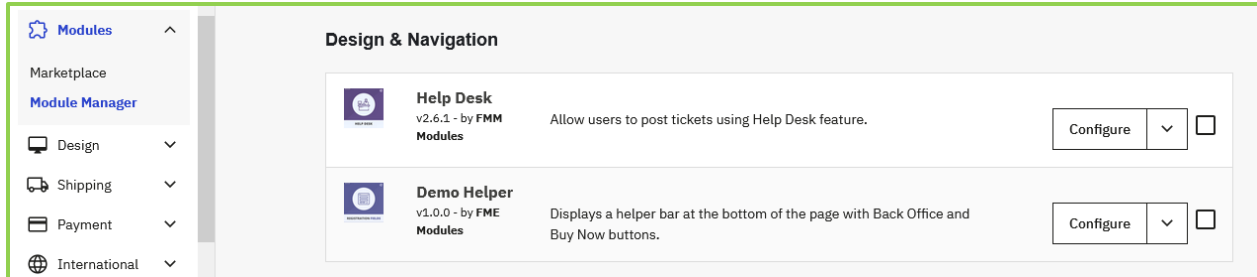 Modules
Marketplace
Module Manager
Design
Shipping
Payment
International
Design & Navigation
HELP DESK
Help Desk
v2.6.1 - by FMM
Modules
Allow users to post tickets using Help Desk feature.
Configure
Demo Helper
v1.0.0 - by FME
Modules
Displays a helper bar at the bottom of the page with Back Office and
Buy Now buttons.
Configure